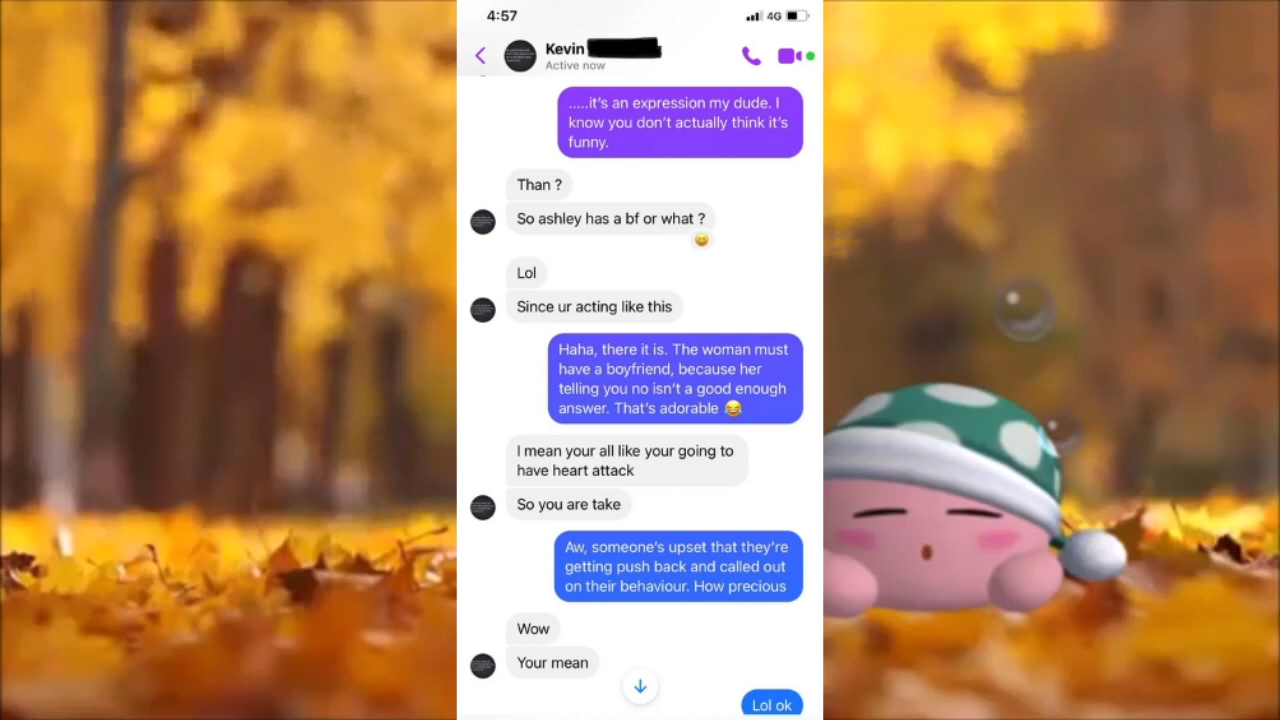 4:57
4G
Kevin
Active now
.....it's an expression my dude. I
know you don't actually think it's
funny.
Than ?
So ashley has a bf or what ?
Lol
Since ur acting like this
Haha, there it is. The woman must
have a boyfriend, because her
telling you no isn't a good enough
answer. That's adorable 😂
I mean your all like your going to
have heart attack
So you are take
Aw, someone's upset that they're
getting push back and called out
on their behaviour. How precious
Wow
Your mean
Lol ok